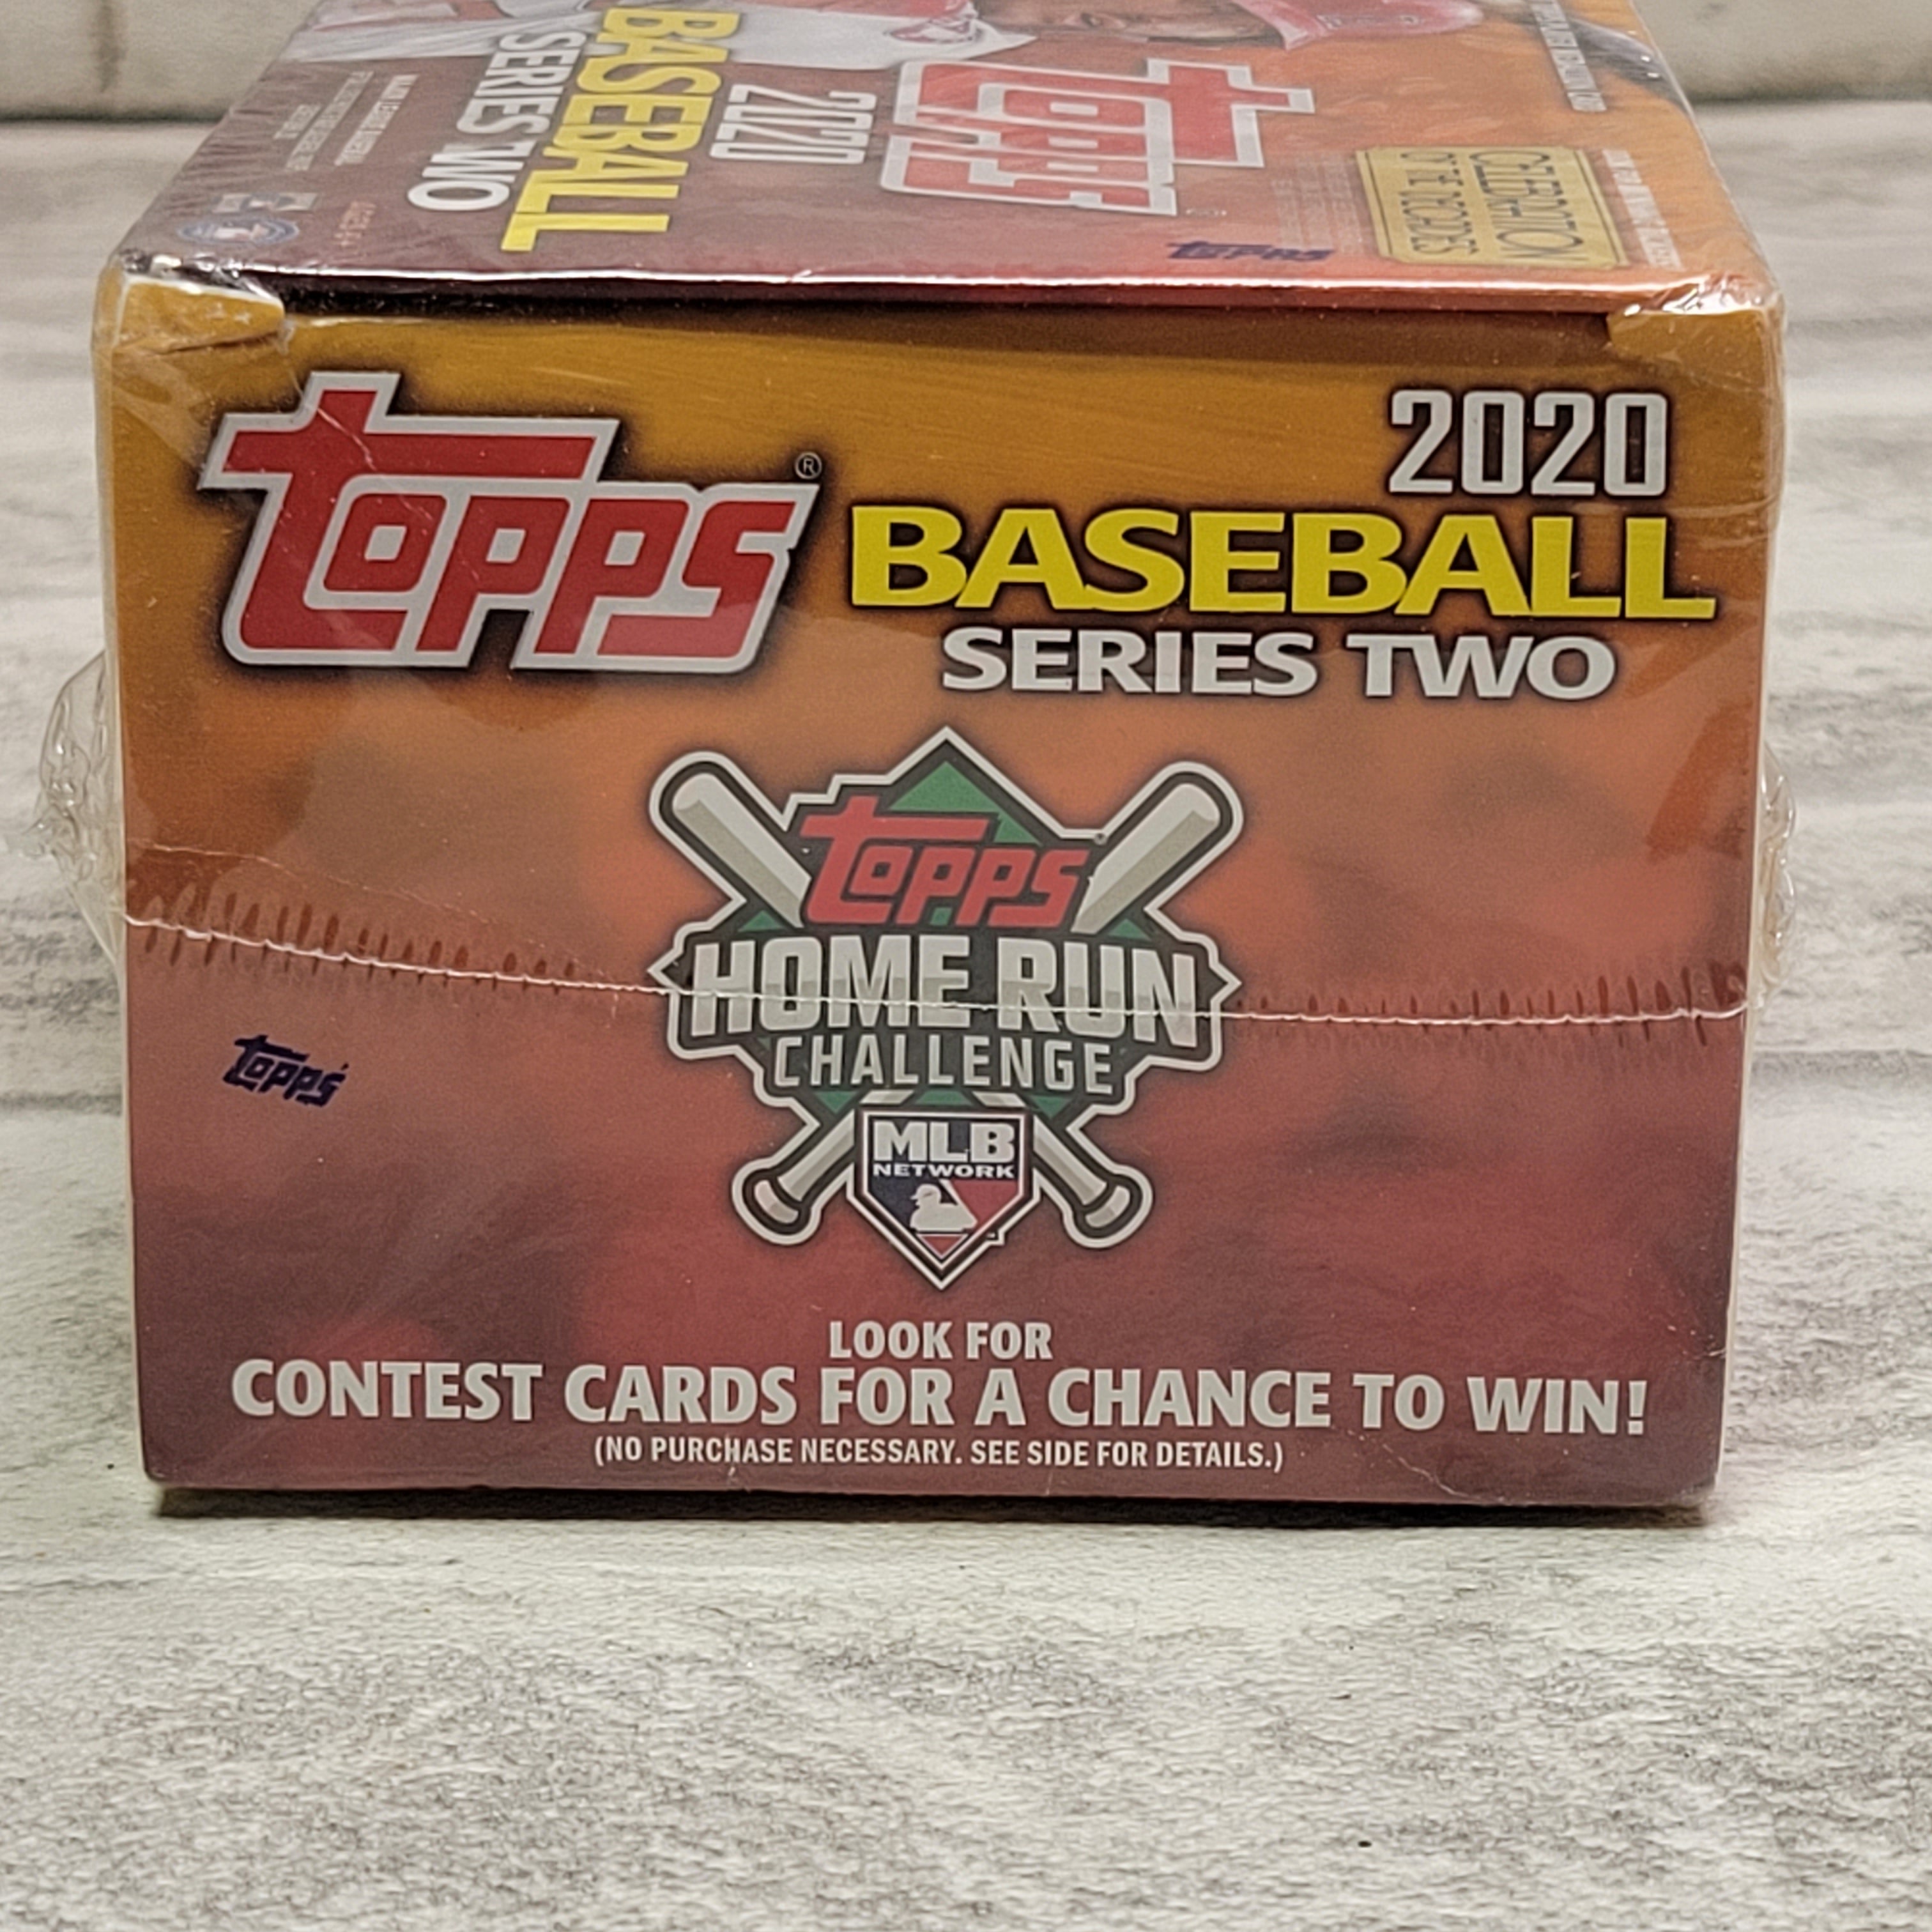 2020
BASEBALL
SERIES TWO
topps
CELEBRATION
OF THE DECADES
topps
topps®
2020
BASEBALL
SERIES TWO
topps
HOME RUN
CHALLENGE
MLB
NETWORK
topps
LOOK FOR
CONTEST CARDS FOR A CHANCE TO WIN!
(NO PURCHASE NECESSARY. SEE SIDE FOR DETAILS.)